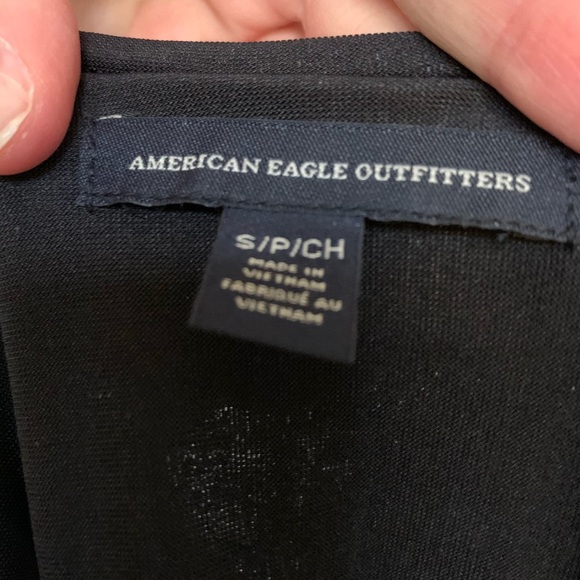 AMERICAN EAGLE OUTFITTERS
S/P/CH
MADE IN
VIETNAM
FABRIQUÉ AU
VIETNAM